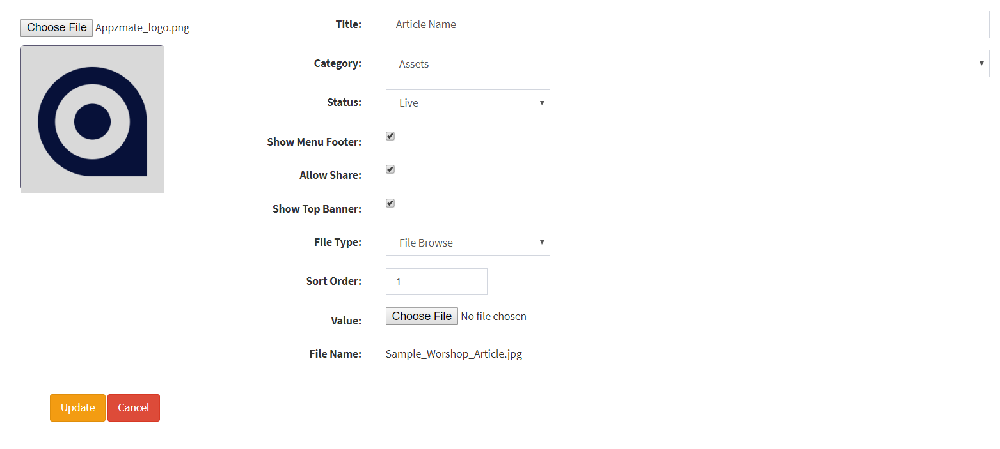 Choose File Appzmate_logo.png
Title: Article Name
Category: Assets
Status: Live
Show Menu Footer:
Allow Share:
Show Top Banner:
File Type: File Browse
Sort Order: 1
Value: Choose File No file chosen
File Name: Sample_Worshop_Article.jpg
Update Cancel